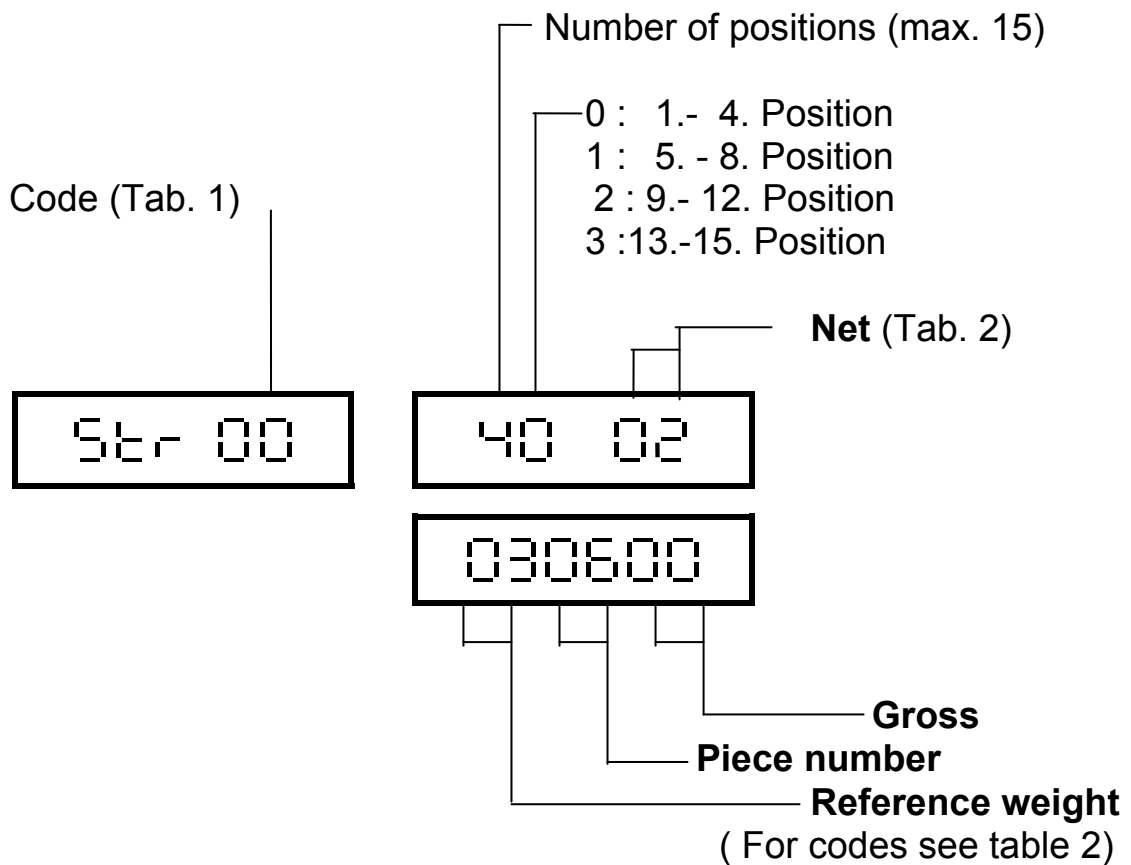 Number of positions (max. 15)
0 : 1.- 4. Position
1 : 5. - 8. Position
2 : 9.- 12. Position
3 :13.-15. Position
Code (Tab. 1)
Net (Tab. 2)
Str 00
40 02
030600
Gross
Piece number
Reference weight
( For codes see table 2)